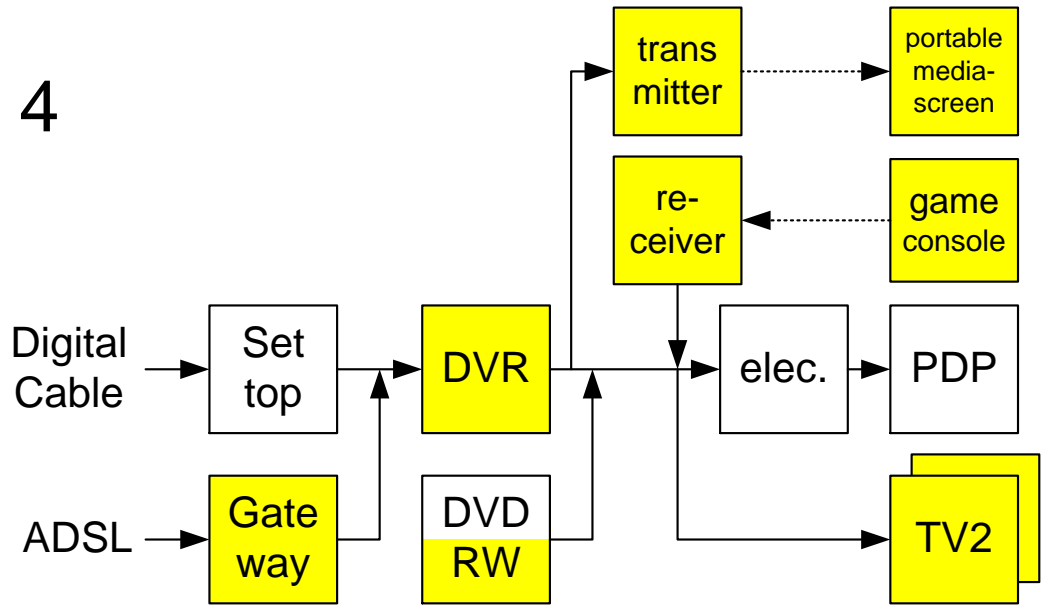 4
trans
mitter
portable
media-
screen
re-
ceiver
game
console
Digital
Cable
Set
top
DVR
elec.
PDP
ADSL
Gate
way
DVD
RW
TV2